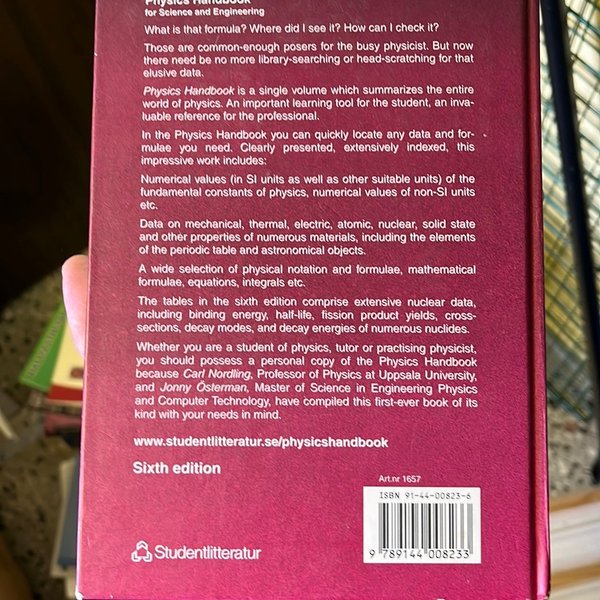 Physics Handbook
for Science and Engineering
What is that formula? Where did I see it? How can I check it?
Those are common-enough posers for the busy physicist. But now
there need be no more library-searching or head-scratching for that
elusive data.
Physics Handbook is a single volume which summarizes the entire
world of physics. An important learning tool for the student, an inva-
luable reference for the professional.
In the Physics Handbook you can quickly locate any data and for-
mulae you need. Clearly presented, extensively indexed, this
impressive work includes:
Numerical values (in SI units as well as other suitable units) of the
fundamental constants of physics, numerical values of non-SI units
etc.
Data on mechanical, thermal, electric, atomic, nuclear, solid state
and other properties of numerous materials, including the elements
of the periodic table and astronomical objects.
A wide selection of physical notation and formulae, mathematical
formulae, equations, integrals etc.
The tables in the sixth edition comprise extensive nuclear data,
including binding energy, half-life, fission product yields, cross-
sections, decay modes, and decay energies of numerous nuclides.
Whether you are a student of physics, tutor or practising physicist,
you should possess a personal copy of the Physics Handbook
because Carl Nordling, Professor of Physics at Uppsala University,
and Jonny Österman, Master of Science in Engineering Physics
and Computer Technology, have compiled this first-ever book of its
kind with your needs in mind.
www.studentlitteratur.se/physicshandbook
Sixth edition
Art.nr 1657
ISBN 91-44-00823-6
9 789144 008233
Studentlitteratur